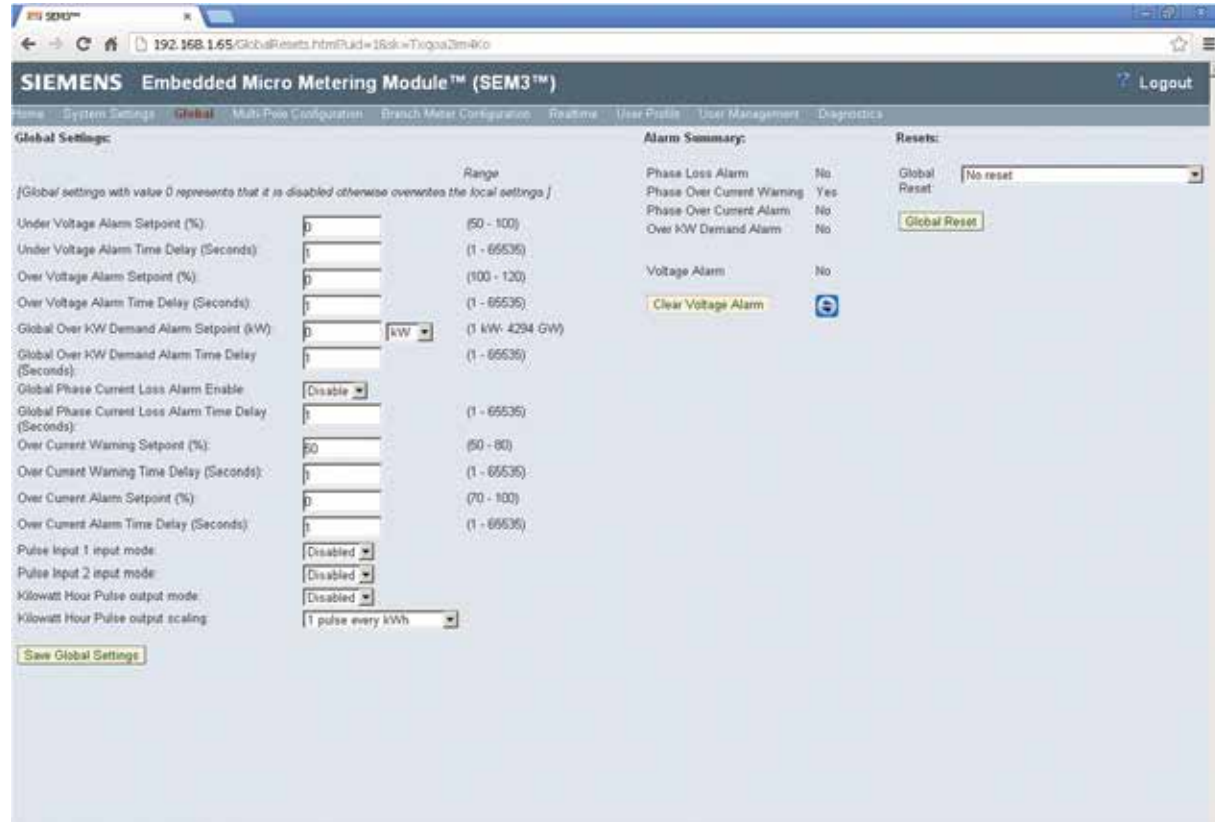 SEM3™
192.168.1.65/GlobalResets.html?uid=1&sk=
SIEMENS Embedded Micro Metering Module™ (SEM3™)
? Logout
Home System Settings Global Multi-Pole Configuration Branch Meter Configuration Realtime User Profile User Management Diagnostics
Global Settings:
Range
[Global settings with value 0 represents that it is disabled otherwise overwrites the local settings.]
Under Voltage Alarm Setpoint (%): 0 (50 - 100)
Under Voltage Alarm Time Delay (Seconds): 1 (1 - 65535)
Over Voltage Alarm Setpoint (%): 0 (100 - 120)
Over Voltage Alarm Time Delay (Seconds): 1 (1 - 65535)
Global Over KW Demand Alarm Setpoint (kW): 0 kW (1 kW- 4294 GW)
Global Over KW Demand Alarm Time Delay (Seconds): 1 (1 - 65535)
Global Phase Current Loss Alarm Enable Disable
Global Phase Current Loss Alarm Time Delay (Seconds): 1 (1 - 65535)
Over Current Warning Setpoint (%): 50 (50 - 80)
Over Current Warning Time Delay (Seconds): 1 (1 - 65535)
Over Current Alarm Setpoint (%) 0 (70 - 100)
Over Current Alarm Time Delay (Seconds) 1 (1 - 65535)
Pulse Input 1 input mode: Disabled
Pulse Input 2 input mode: Disabled
Kilowatt Hour Pulse output mode: Disabled
Kilowatt Hour Pulse output scaling: 1 pulse every kWh
Save Global Settings
Alarm Summary:
Phase Loss Alarm No
Phase Over Current Warning Yes
Phase Over Current Alarm No
Over KW Demand Alarm No
Voltage Alarm No
Clear Voltage Alarm
Resets:
Global Reset: No reset
Global Reset